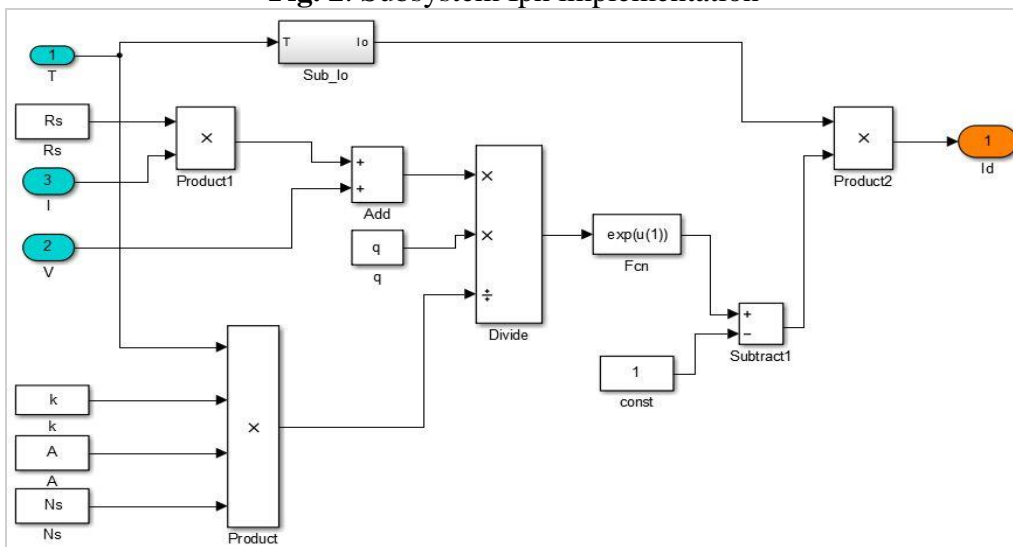 Fig. 2. Subsystem Iph implementation
1
T
T Io
Sub_Io
Rs
Rs
3
I
×
Product1
2
V
+
+
Add
q
q
×
×
÷
Divide
exp(u(1))
Fcn
1
const
+
−
Subtract1
×
Product2
1
Id
k
k
A
A
Ns
Ns
×
Product